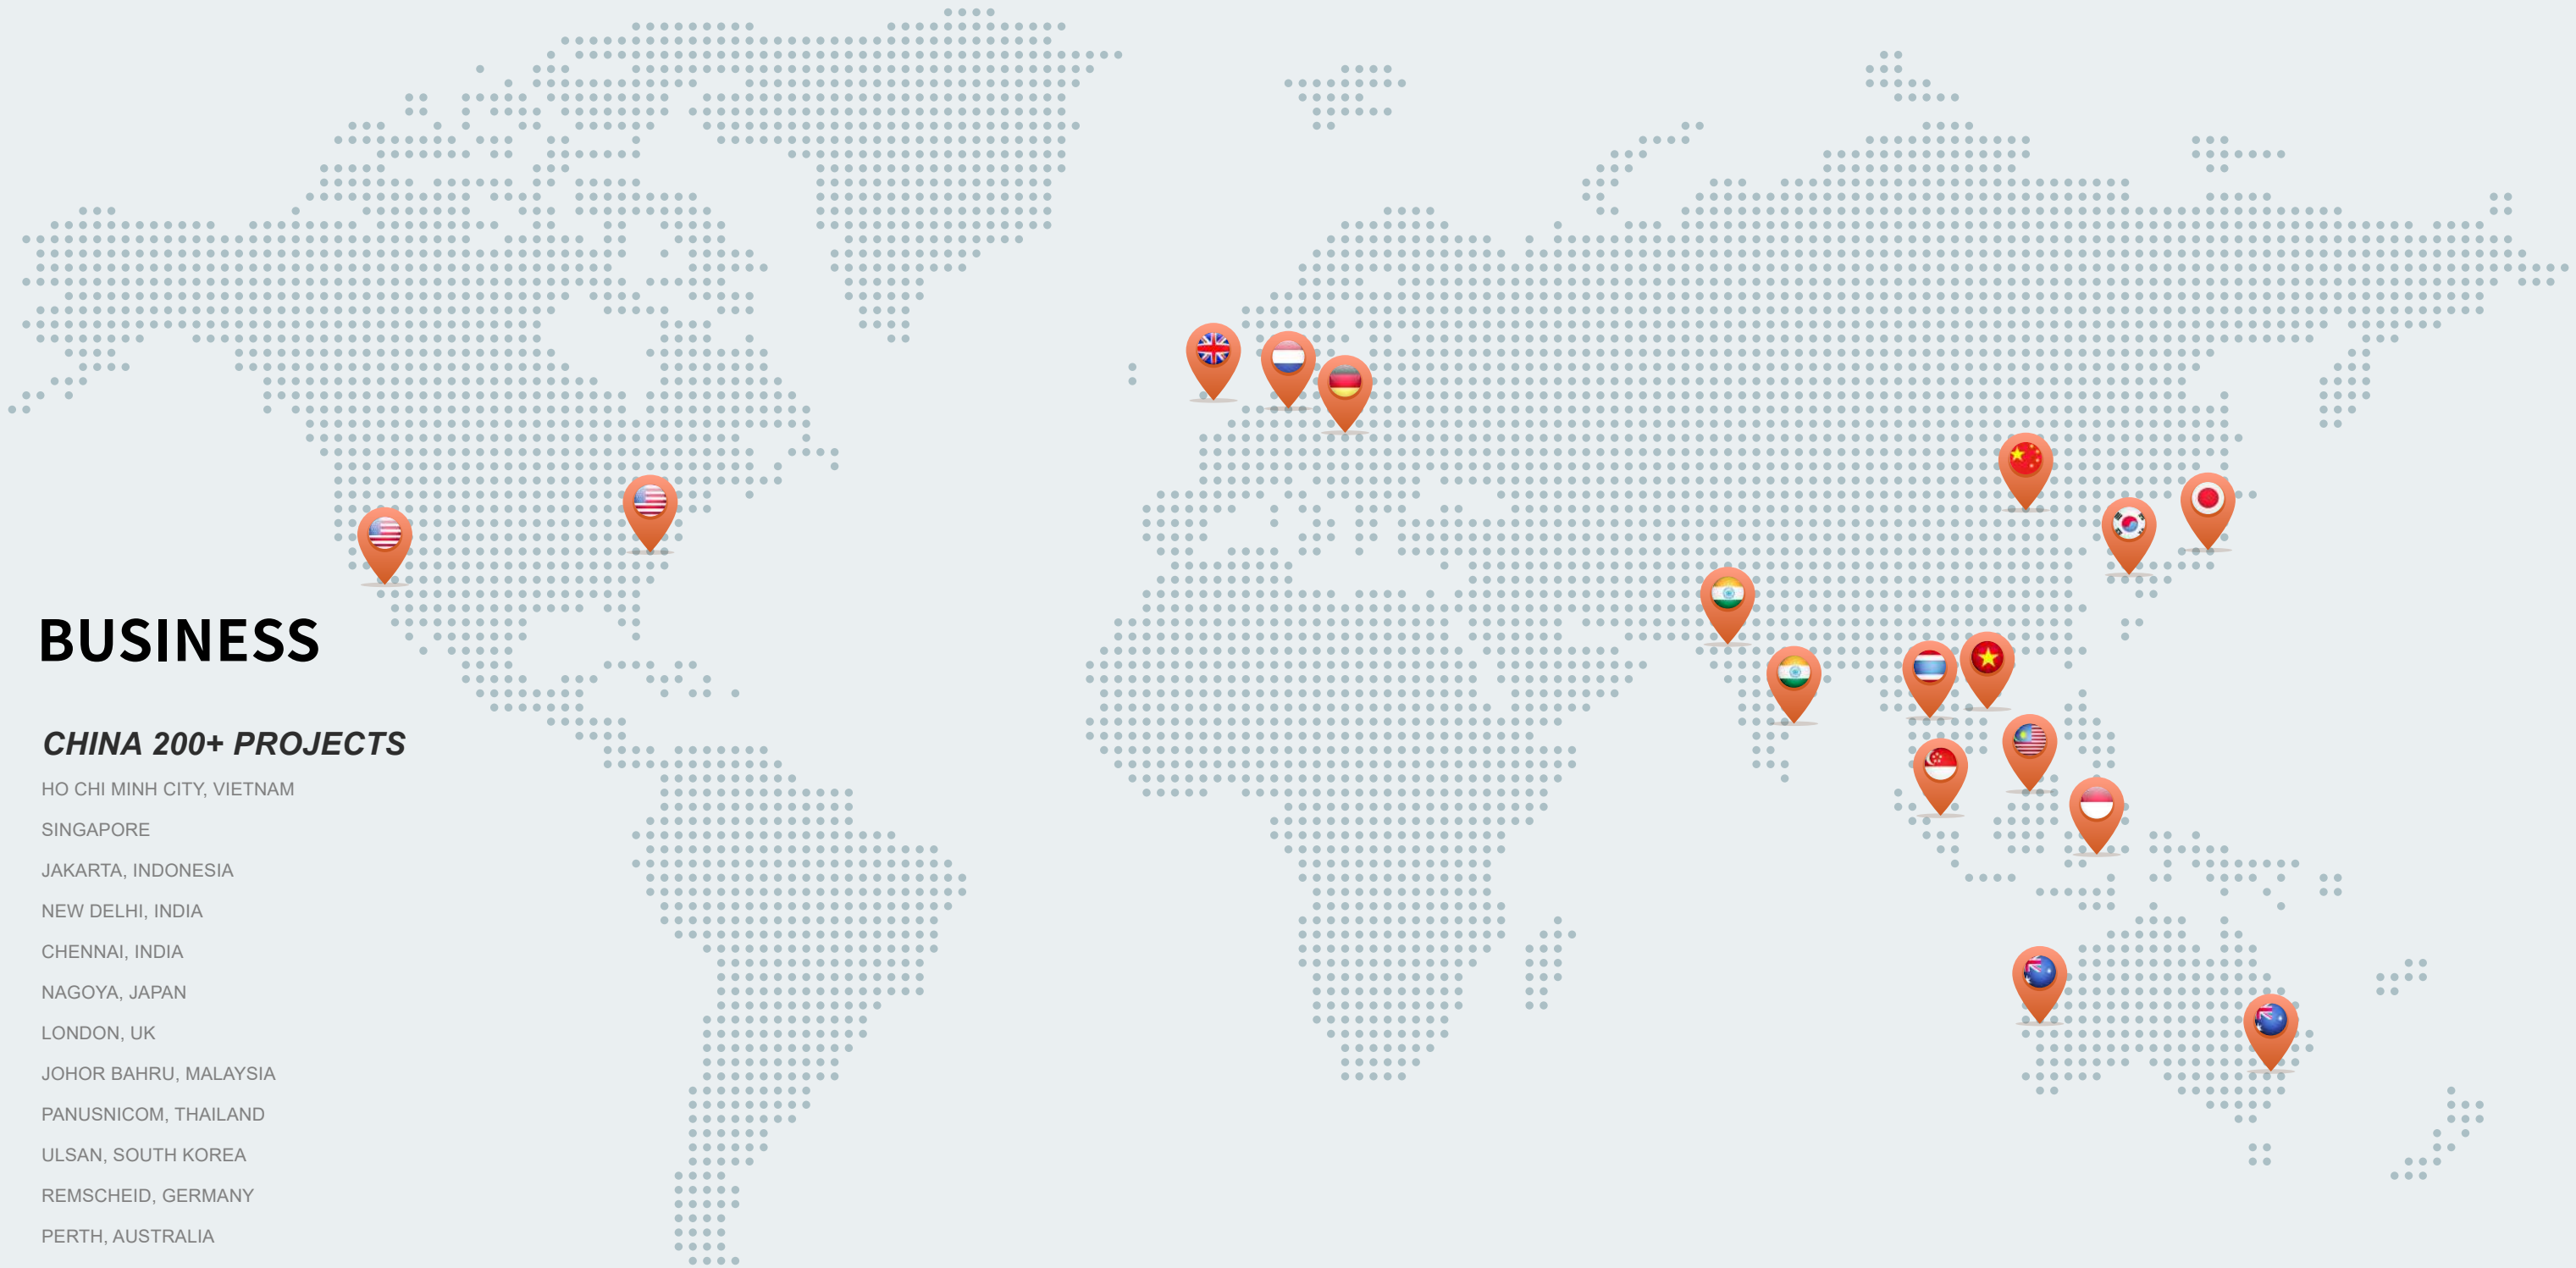 BUSINESS
CHINA 200+ PROJECTS
HO CHI MINH CITY, VIETNAM
SINGAPORE
JAKARTA, INDONESIA
NEW DELHI, INDIA
CHENNAI, INDIA
NAGOYA, JAPAN
LONDON, UK
JOHOR BAHRU, MALAYSIA
PANUSNICOM, THAILAND
ULSAN, SOUTH KOREA
REMSCHEID, GERMANY
PERTH, AUSTRALIA